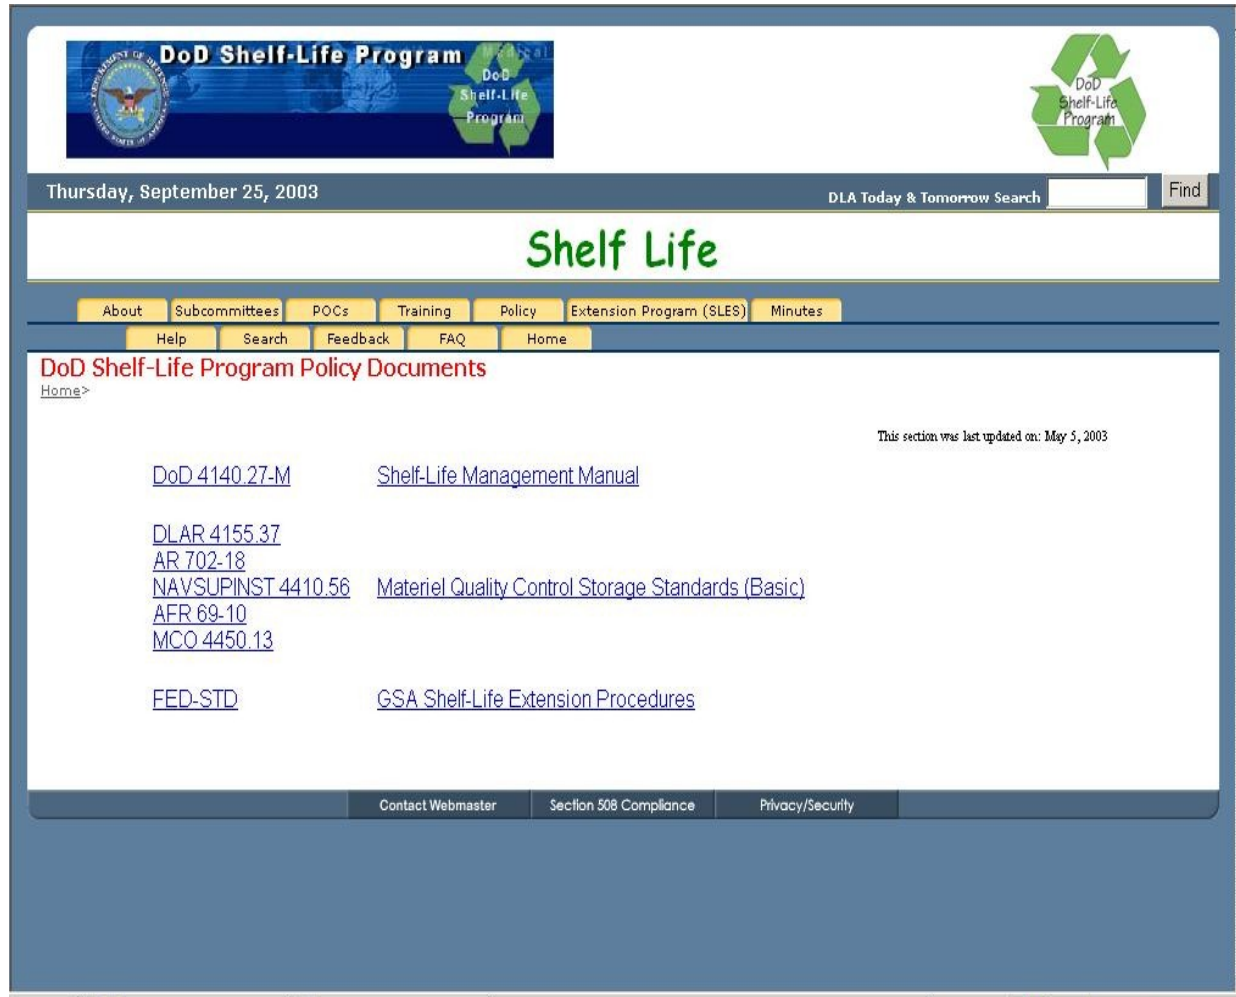 DoD Shelf-Life Program
Medical
DoD
Shelf-Life
Program
DoD
Shelf-Life
Program
Thursday, September 25, 2003
DLA Today & Tomorrow Search
Find
Shelf Life
About Subcommittees POCs Training Policy Extension Program (SLES) Minutes
Help Search Feedback FAQ Home
DoD Shelf-Life Program Policy Documents
Home>
This section was last updated on: May 5, 2003
DoD 4140.27-M Shelf-Life Management Manual
DLAR 4155.37
AR 702-18
NAVSUPINST 4410.56 Materiel Quality Control Storage Standards (Basic)
AFR 69-10
MCO 4450.13
FED-STD GSA Shelf-Life Extension Procedures
Contact Webmaster Section 508 Compliance Privacy/Security